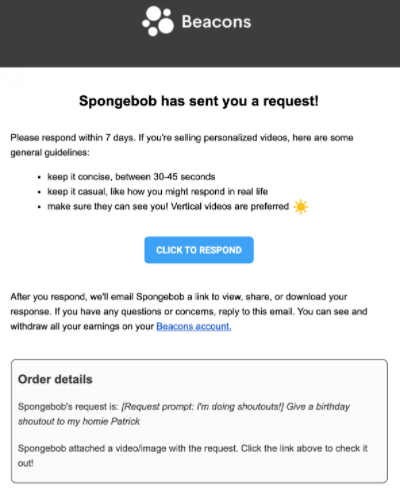 Beacons
Spongebob has sent you a request!
Please respond within 7 days. If you're selling personalized videos, here are some
general guidelines:
• keep it concise, between 30-45 seconds
• keep it casual, like how you might respond in real life
• make sure they can see you! Vertical videos are preferred ☀️
CLICK TO RESPOND
After you respond, we'll email Spongebob a link to view, share, or download your
response. If you have any questions or concerns, reply to this email. You can see and
withdraw all your earnings on your Beacons account.
Order details
Spongebob's request is: [Request prompt: I'm doing shoutouts!] Give a birthday
shoutout to my homie Patrick
Spongebob attached a video/image with the request. Click the link above to check it
out!